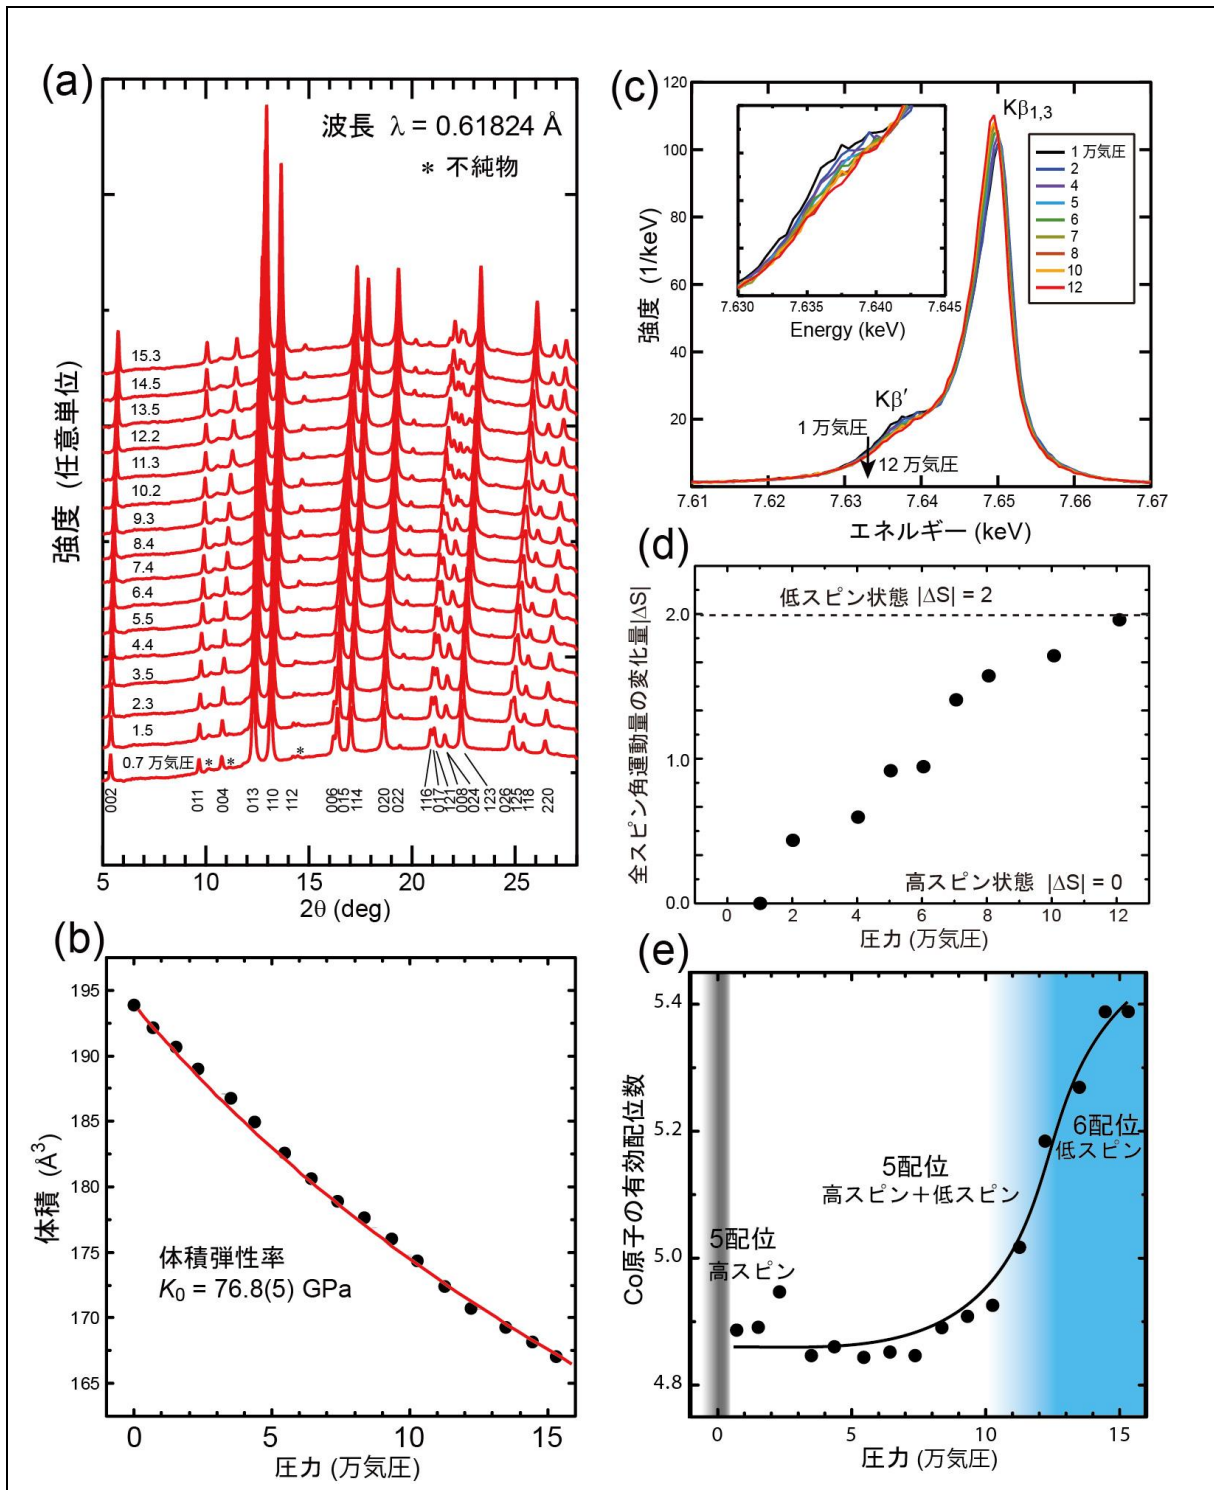 (a)
波長 λ = 0.61824 Å
* 不純物
強度 (任意単位)
15.3
14.5
13.5
12.2
11.3
10.2
9.3
8.4
7.4
6.4
5.5
4.4
3.5
2.3
1.5
0.7 万気圧
* * *
002 011 004 013 110 112 006 015 114 020 022 116 017 121 008 024 123 026 125 118 220
5 10 15 20 25
2θ (deg)
(b)
195
190
185
180
175
170
165
体積 (Å3)
体積弾性率
K0 = 76.8(5) GPa
0 5 10 15
圧力 (万気圧)
(c)
120
100
80
60
40
20
強度 (1/keV)
Kβ1,3
1 万気圧
2
4
5
6
7
8
10
12
7.630 7.635 7.640 7.645
Energy (keV)
Kβ′
1 万気圧
12 万気圧
7.61 7.62 7.63 7.64 7.65 7.66 7.67
エネルギー (keV)
(d)
全スピン角運動量の変化量|ΔS|
2.0
1.0
0.0
低スピン状態 |ΔS| = 2
高スピン状態 |ΔS| = 0
0 2 4 6 8 10 12
圧力 (万気圧)
(e)
Co原子の有効配位数
5.4
5.2
5.0
4.8
5配位
高スピン
5配位
高スピン＋低スピン
6配位
低スピン
0 5 10 15
圧力 (万気圧)